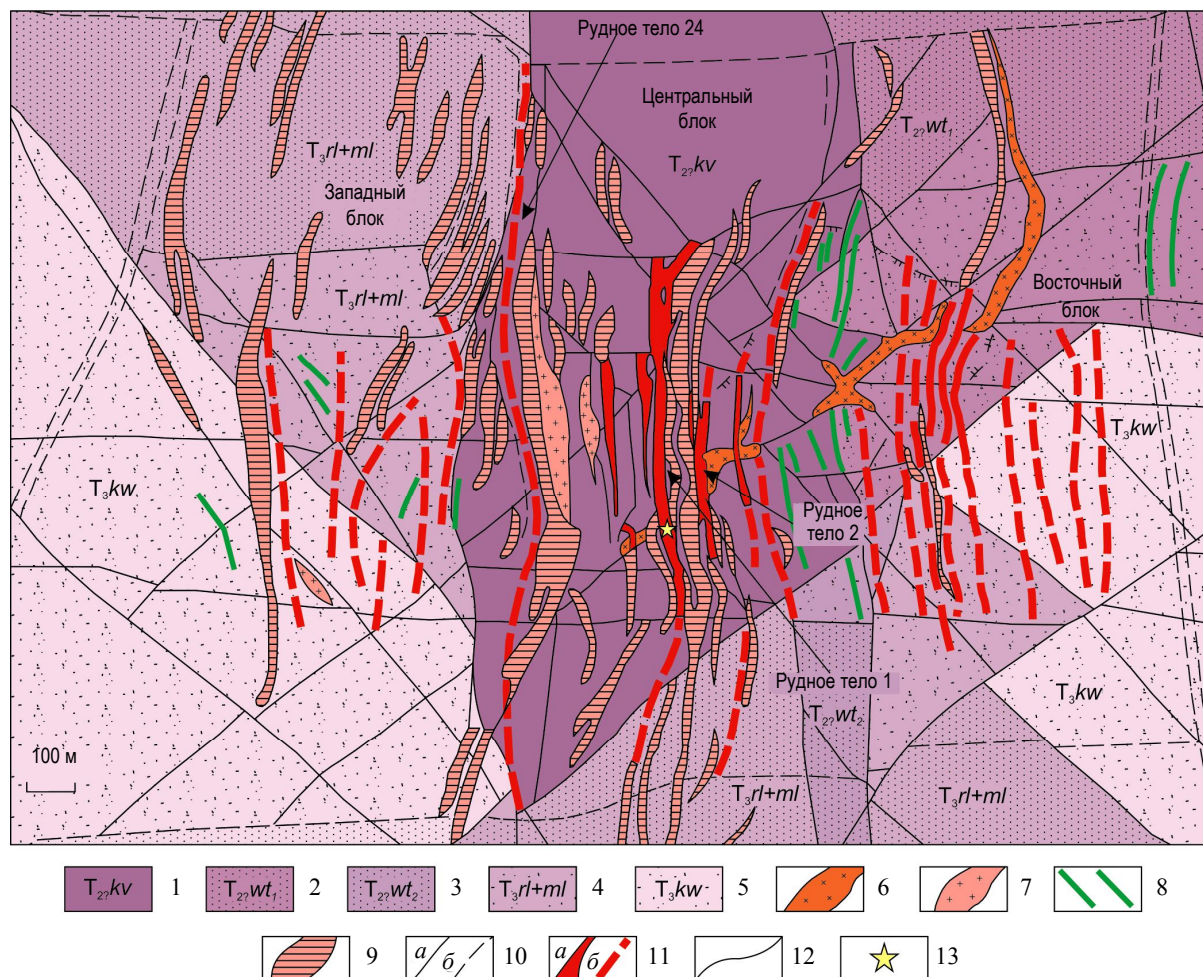 Рудное тело 24
Центральный
блок
T₂?kv
T₂?wt₁
T₃rl+ml
Западный
блок
T₃rl+ml
Восточный
блок
T₃kw
T₃kw
Рудное
тело 2
Рудное тело 1
T₃kw
T₂?wt₂
100 м
T₃rl+ml
T₃rl+ml
T₂?kv 1 T₂?wt₁ 2 T₂?wt₂ 3 T₃rl+ml 4 T₃kw 5 6 7 8
9 а б 10 а б 11 12 13